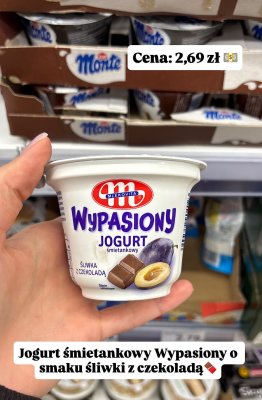 Monte
Cena: 2,69 zł 💵
Monte
Monte
m
MLEKOVITA
WYPASIONY
JOGURT
śmietankowy
ŚLIWKA
Z CZEKOLADĄ
Jogurt śmietankowy Wypasiony o
smaku śliwki z czekoladą🍫